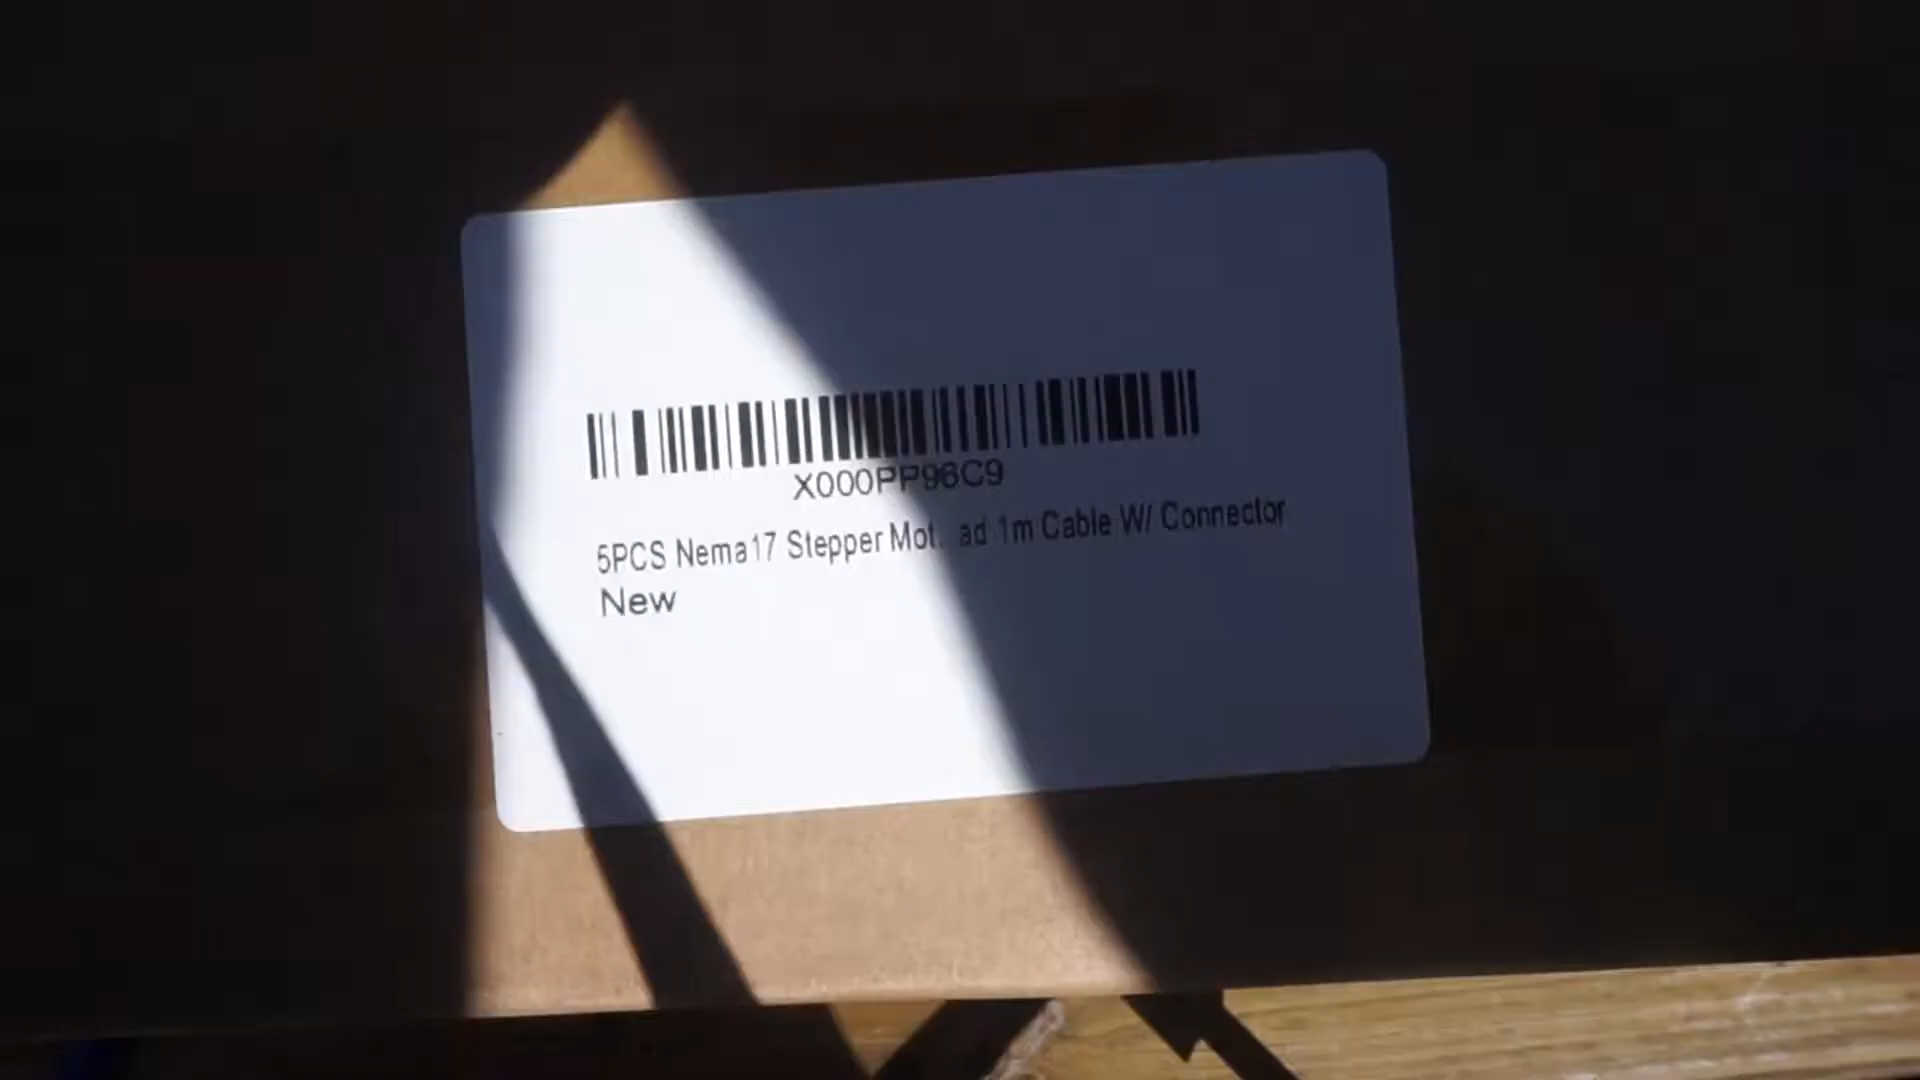 X000PP96C9
5PCS Nema17 Stepper Mot. ad 1m Cable W/ Connector
New